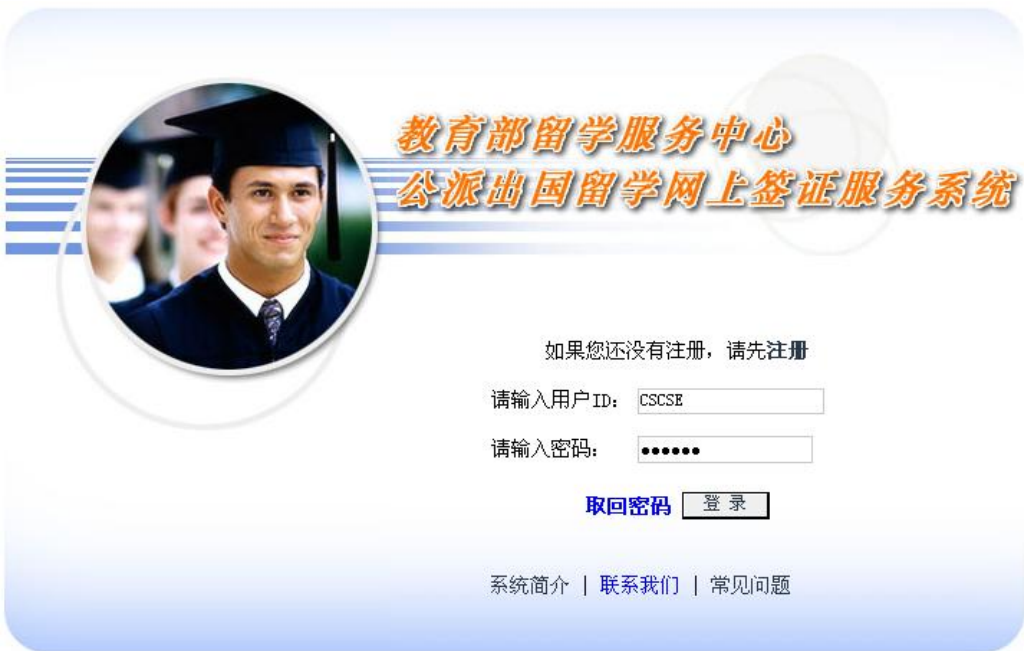 教育部留学服务中心
公派出国留学网上签证服务系统
如果您还没有注册，请先注册
请输入用户ID： CSCSE
请输入密码： ●●●●●●
取回密码 登 录
系统简介 | 联系我们 | 常见问题